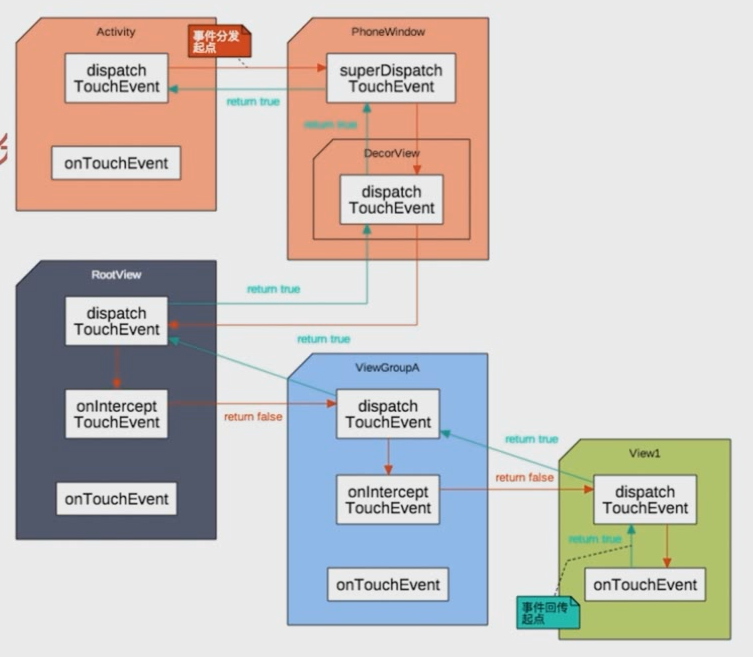 Activity
事件分发
起点
PhoneWindow
dispatch
TouchEvent
superDispatch
TouchEvent
return true
return true
onTouchEvent
DecorView
dispatch
TouchEvent
RootView
return true
dispatch
TouchEvent
return true
ViewGroupA
onIntercept
TouchEvent
return false
dispatch
TouchEvent
return true
View1
onIntercept
TouchEvent
return false
dispatch
TouchEvent
onTouchEvent
return true
onTouchEvent
onTouchEvent
事件回传
起点